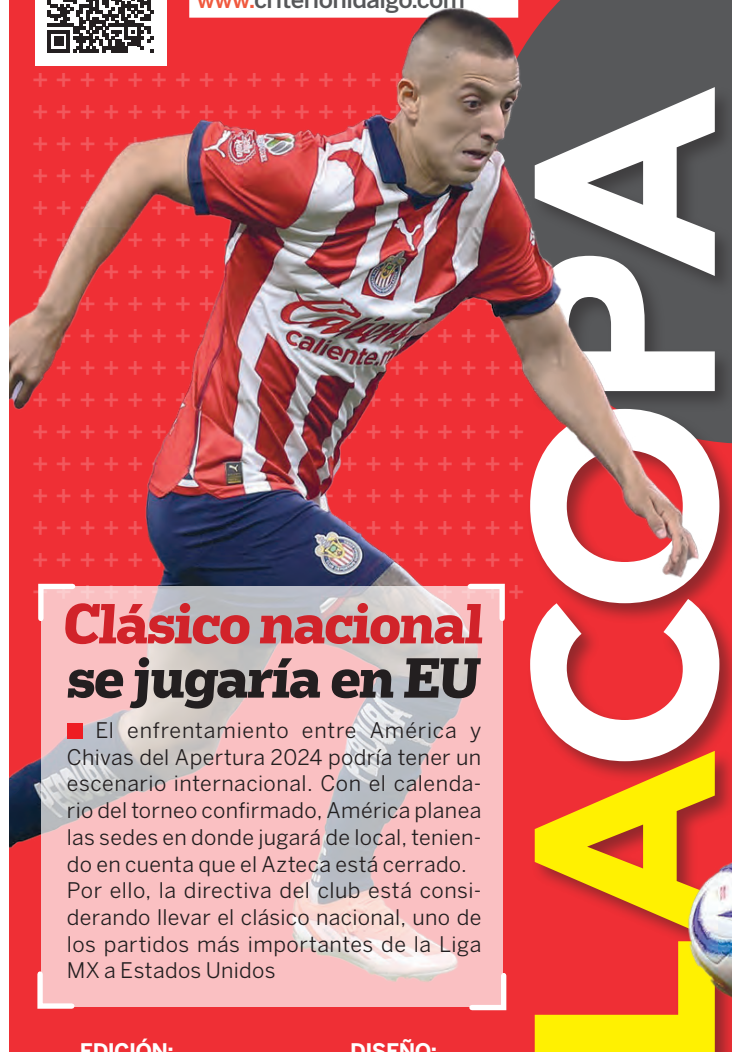 www.criteriohidalgo.com
Caliente
caliente.m
LA COPA
Clásico nacional
se jugaría en EU
El enfrentamiento entre América y
Chivas del Apertura 2024 podría tener un
escenario internacional. Con el calenda-
rio del torneo confirmado, América planea
las sedes en donde jugará de local, tenien-
do en cuenta que el Azteca está cerrado.
Por ello, la directiva del club está consi-
derando llevar el clásico nacional, uno de
los partidos más importantes de la Liga
MX a Estados Unidos
EDICIÓN:
DISEÑO: